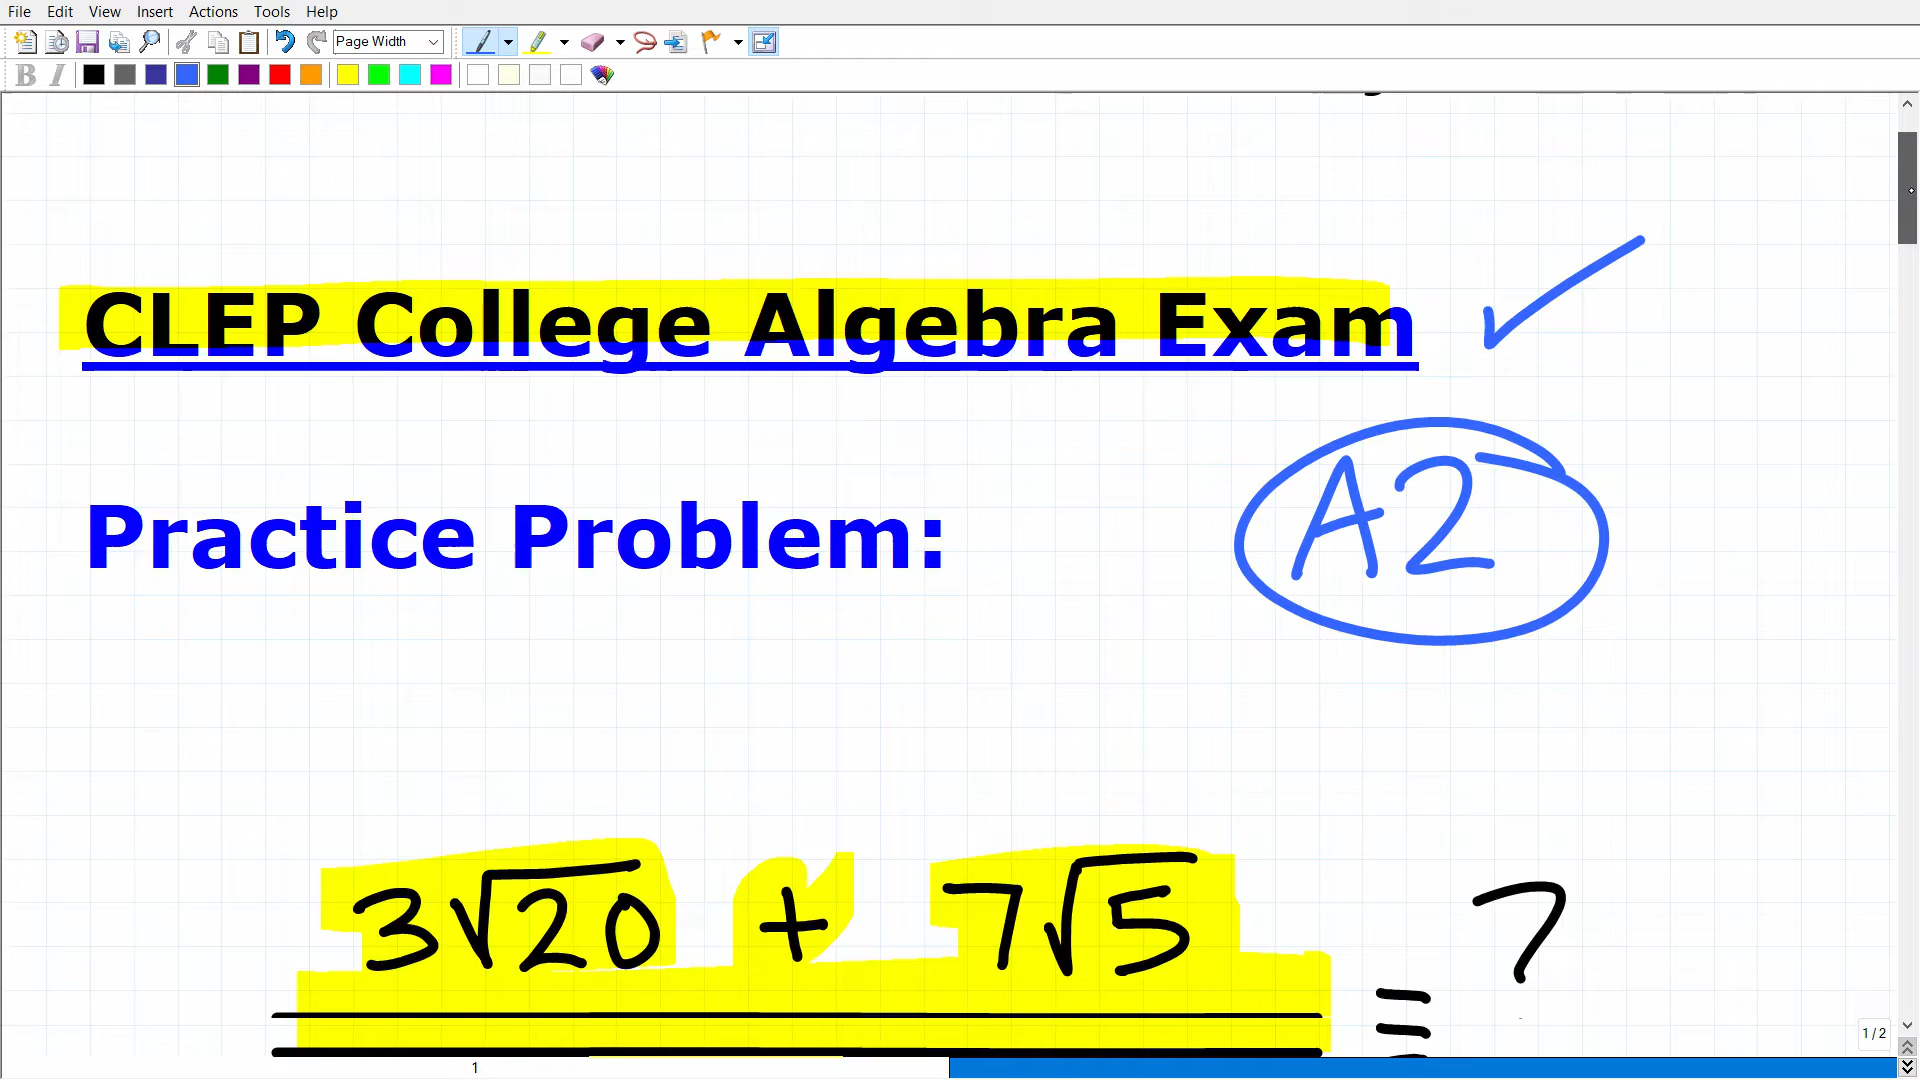 File Edit View Insert Actions Tools Help
Page Width
B I
CLEP College Algebra Exam
A2
Practice Problem:
3√20 + 7√5 = ?
1 / 2
1